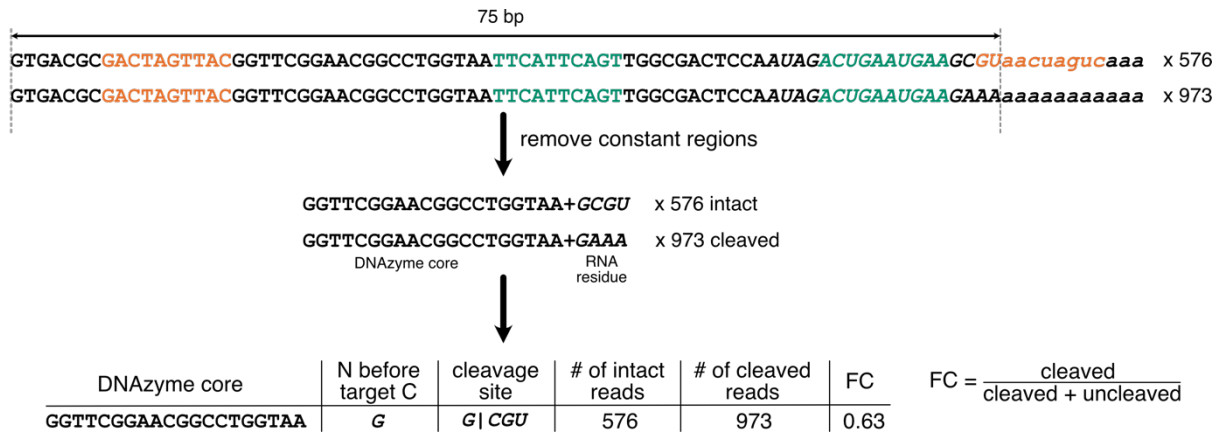 75 bp
GTGACGCGACTAGTTACGGTTCGGAACGGCCTGGTAATTCATTCAGTTGGCGACTCCAAUAGACUGAAUGAAGCGUaacuagucaaa x 576
GTGACGCGACTAGTTACGGTTCGGAACGGCCTGGTAATTCATTCAGTTGGCGACTCCAAUAGACUGAAUGAAGAAAaaaaaaaaaaa x 973
remove constant regions
GGTTCGGAACGGCCTGGTAA+GCGU x 576 intact
GGTTCGGAACGGCCTGGTAA+GAAA x 973 cleaved
DNAzyme core RNA
residue
DNAzyme core | N before target C | cleavage site | # of intact reads | # of cleaved reads | FC
GGTTCGGAACGGCCTGGTAA | G | G|CGU | 576 | 973 | 0.63
FC = cleaved
cleaved + uncleaved